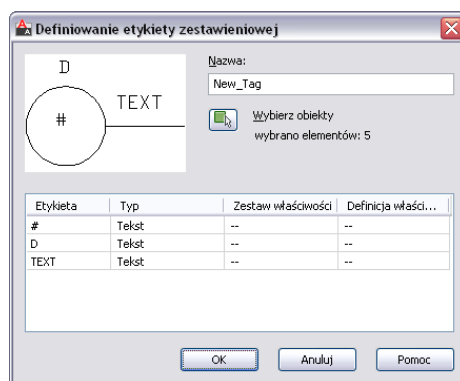 Definiowanie etykiety zestawieniowej
D
TEXT
#
Nazwa:
New_Tag
Wybierz obiekty
wybrano elementów: 5
Etykieta Typ Zestaw właściwości Definicja właści...
# Tekst -- --
D Tekst -- --
TEXT Tekst -- --
OK Anuluj Pomoc